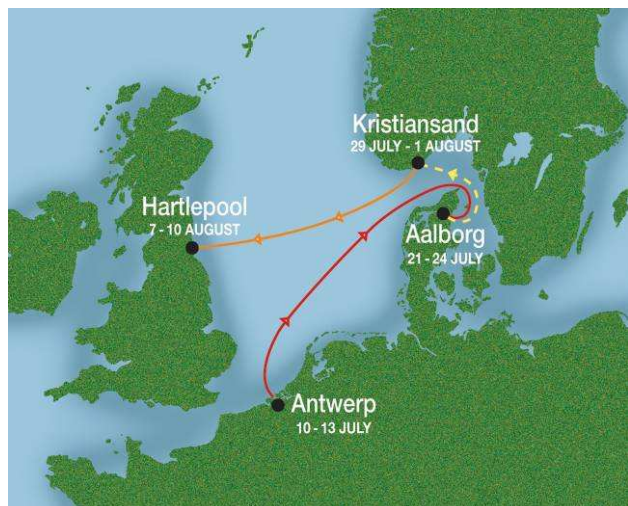 Kristiansand
29 JULY - 1 AUGUST
Hartlepool
7 - 10 AUGUST
Aalborg
21 - 24 JULY
Antwerp
10 - 13 JULY